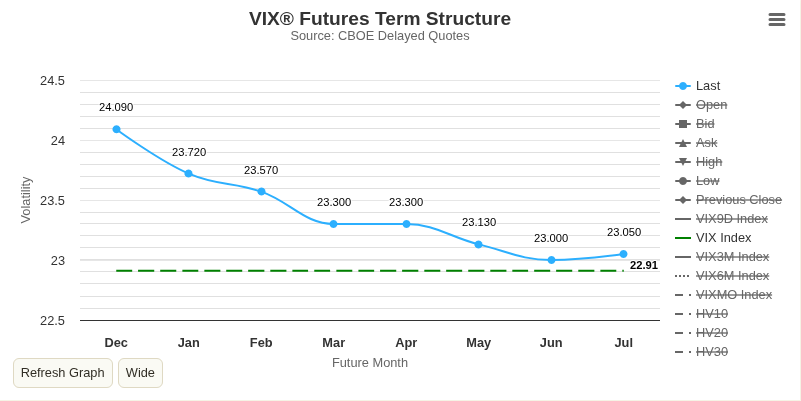 VIX® Futures Term Structure
Source: CBOE Delayed Quotes
24.5
24
23.5
23
22.5
Volatility
24.090
23.720
23.570
23.300
23.300
23.130
23.000
23.050
22.91
Dec Jan Feb Mar Apr May Jun Jul
Future Month
Last
Open
Bid
Ask
High
Low
Previous Close
VIX9D Index
VIX Index
VIX3M Index
VIX6M Index
VIXMO Index
HV10
HV20
HV30
Refresh Graph Wide